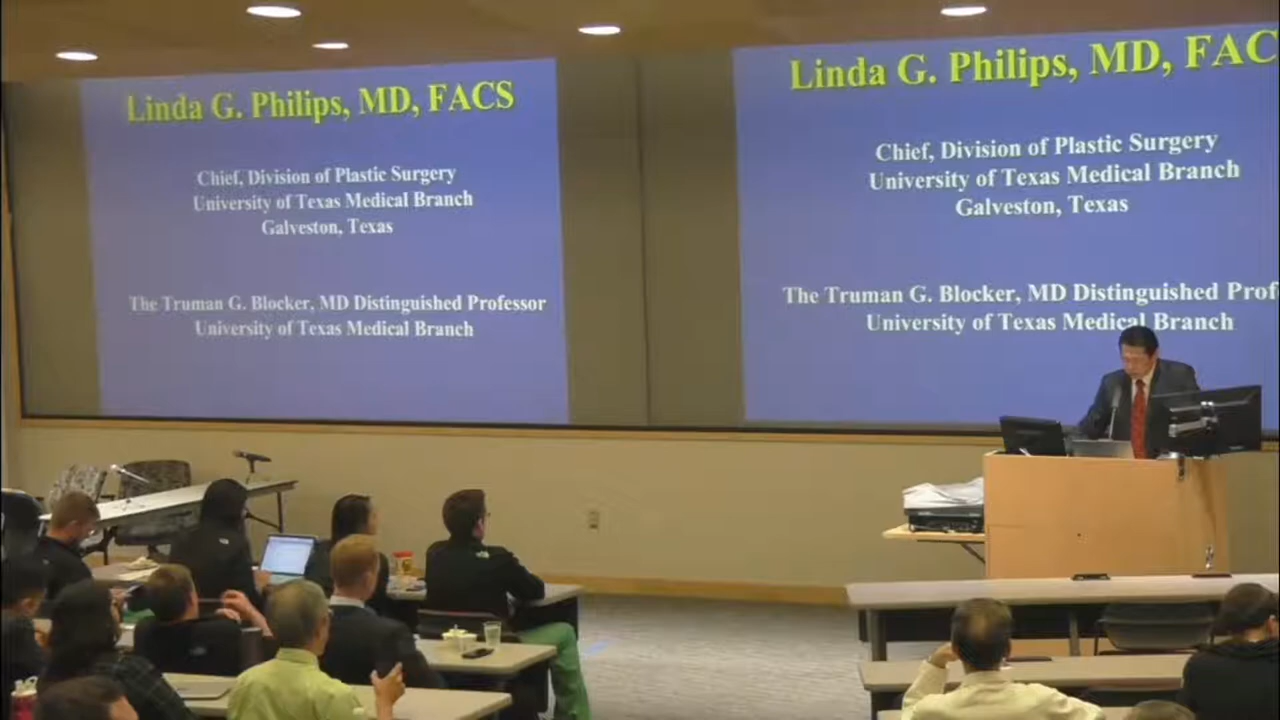 Linda G. Philips, MD, FACS
Chief, Division of Plastic Surgery
University of Texas Medical Branch
Galveston, Texas
The Truman G. Blocker, MD Distinguished Professor
University of Texas Medical Branch
Linda G. Philips, MD, FAC
Chief, Division of Plastic Surgery
University of Texas Medical Branch
Galveston, Texas
The Truman G. Blocker, MD Distinguished Prof
University of Texas Medical Branch